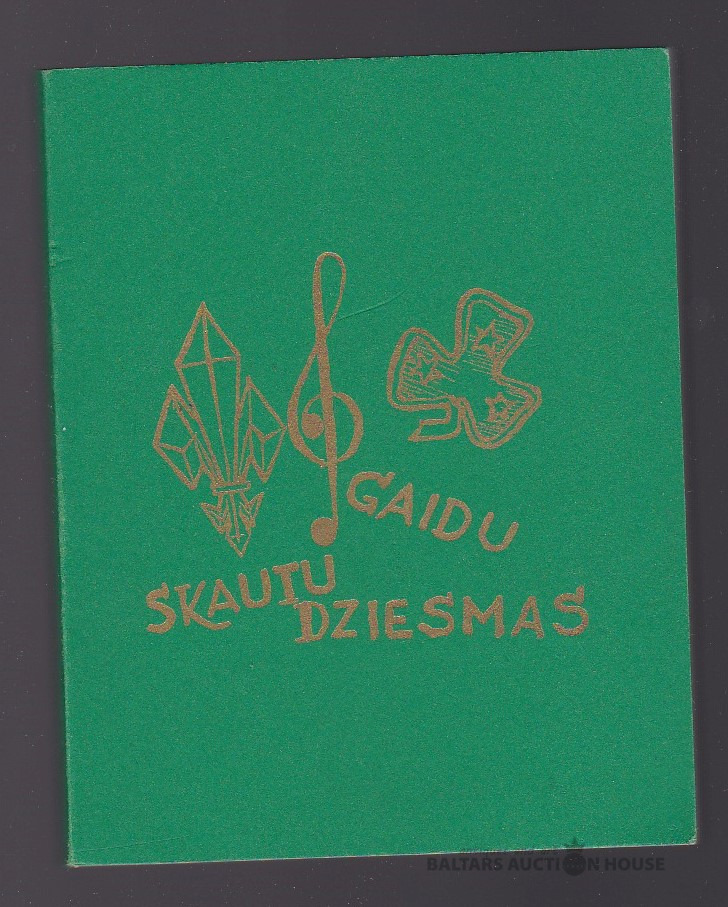 GAIDU
SKAUTU
DZIESMAS
BALTARS AUCTION HOUSE